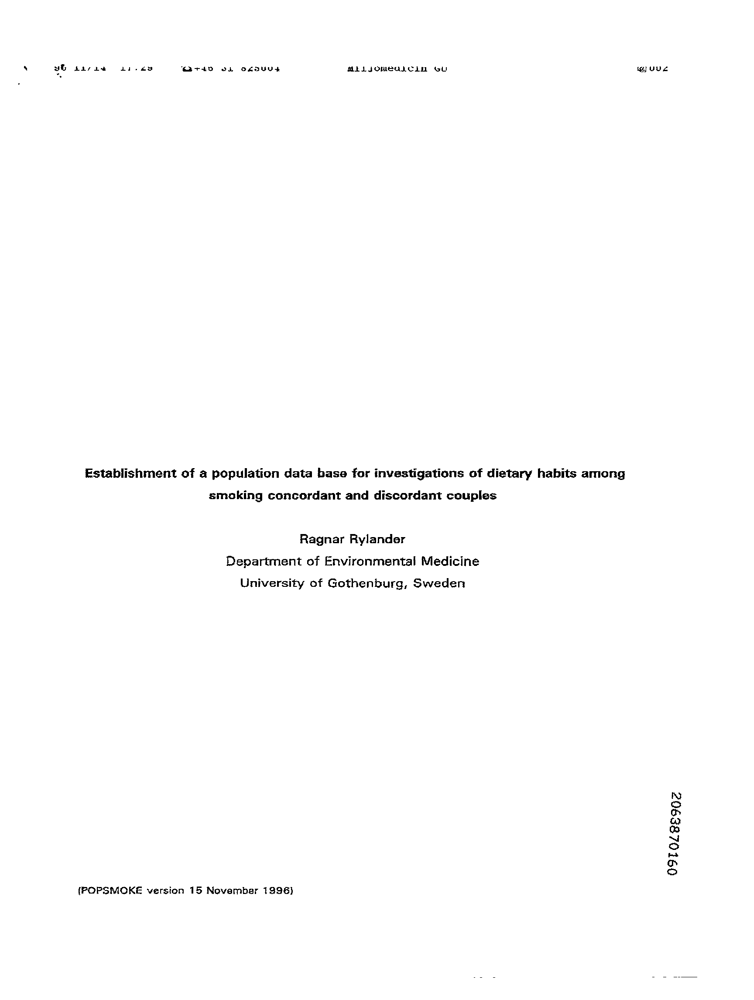 96 11/14 17:29 ☎+46 31 825004 Miljomedicin GU 002
Establishment of a population data base for investigations of dietary habits among
smoking concordant and discordant couples
Ragnar Rylander
Department of Environmental Medicine
University of Gothenburg, Sweden
2063870160
(POPSMOKE version 15 November 1996)